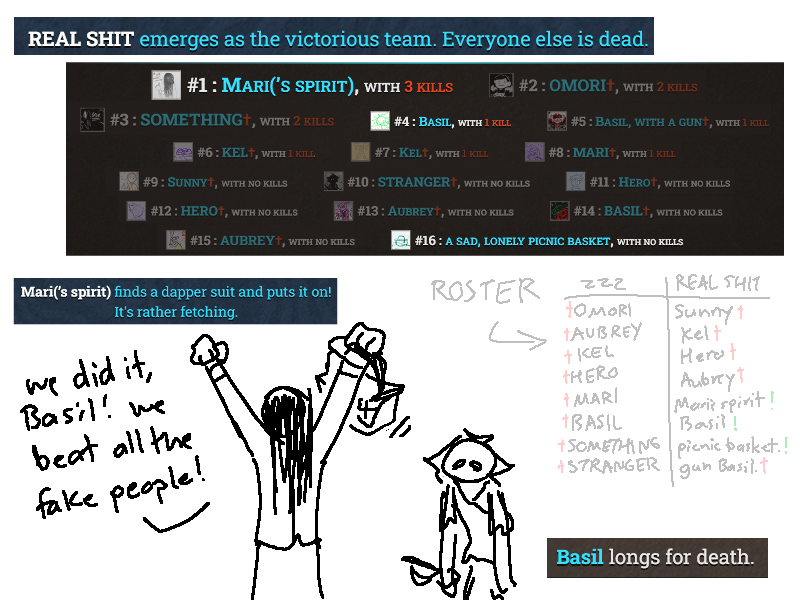 REAL SHIT emerges as the victorious team. Everyone else is dead.
#1 : MARI('S SPIRIT), WITH 3 KILLS #2 : OMORI†, WITH 2 KILLS
#3 : SOMETHING†, WITH 2 KILLS #4 : BASIL, WITH 1 KILL #5 : BASIL, WITH A GUN†, WITH 1 KILL
#6 : KEL†, WITH 1 KILL #7 : KEL†, WITH 1 KILL #8 : MARI†, WITH 1 KILL
#9 : SUNNY†, WITH NO KILLS #10 : STRANGER†, WITH NO KILLS #11 : HERO†, WITH NO KILLS
#12 : HERO†, WITH NO KILLS #13 : AUBREY†, WITH NO KILLS #14 : BASIL†, WITH NO KILLS
#15 : AUBREY†, WITH NO KILLS #16 : A SAD, LONELY PICNIC BASKET, WITH NO KILLS
Mari('s spirit) finds a dapper suit and puts it on!
It's rather fetching.
we did it,
Basil! we
beat all the
fake people!
ROSTER
ZZZ REAL SHIT
†OMORI Sunny †
†AUBREY Kel †
†KEL Hero †
†HERO Aubrey †
†MARI Mari's spirit !
†BASIL Basil !
†SOMETHING picnic basket.!
†STRANGER gun Basil.†
Basil longs for death.